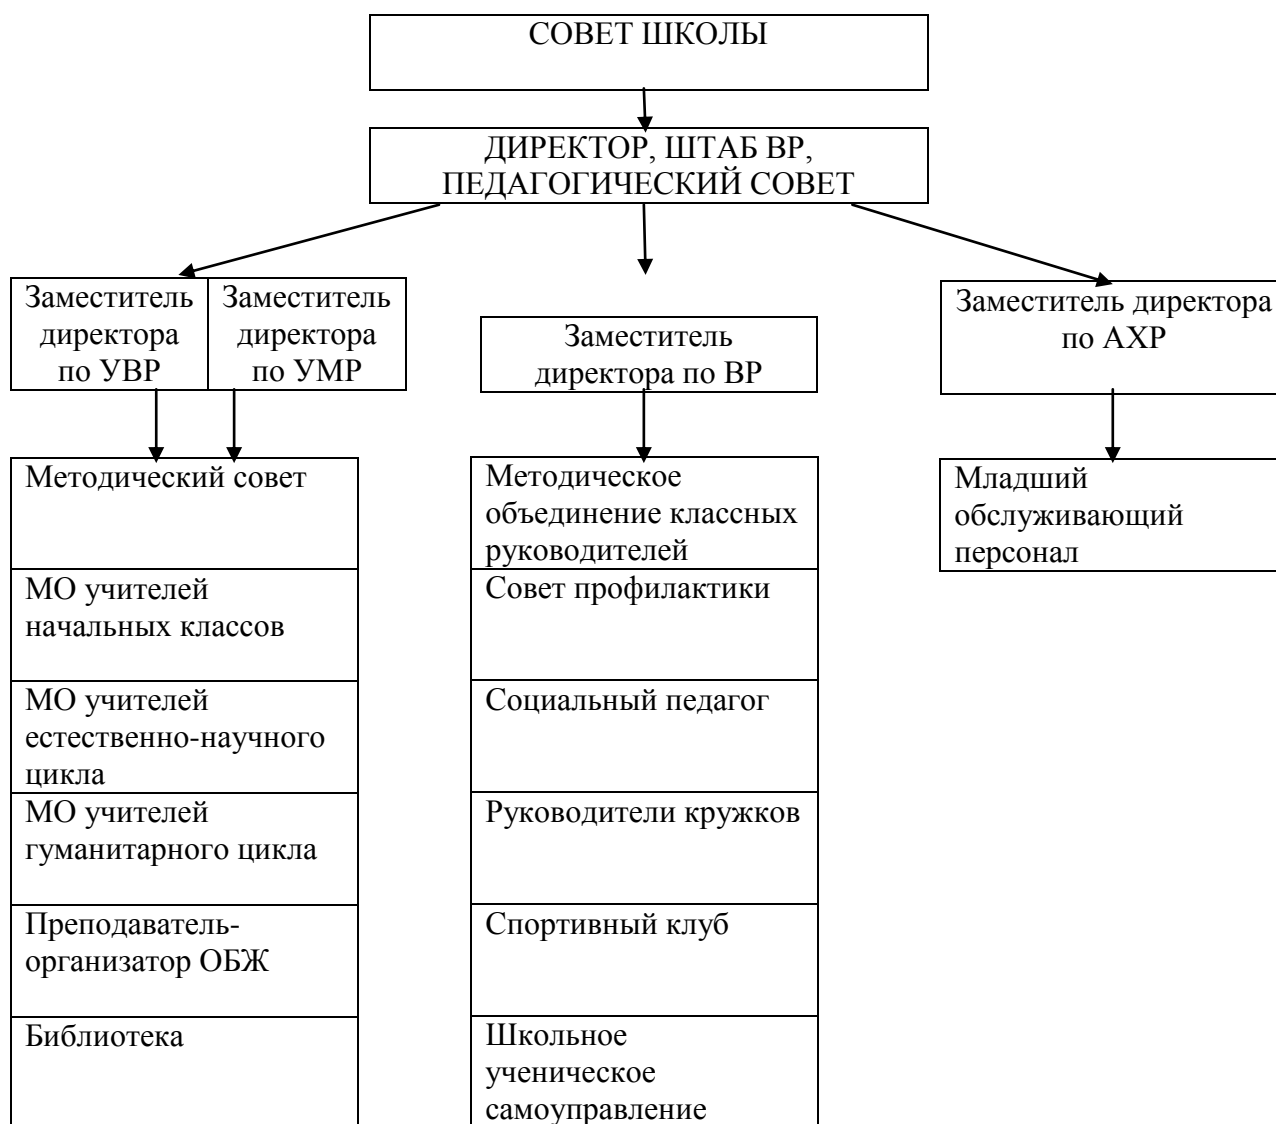 СОВЕТ ШКОЛЫ
ДИРЕКТОР, ШТАБ ВР,
ПЕДАГОГИЧЕСКИЙ СОВЕТ
Заместитель
директора
по УВР
Заместитель
директора
по УМР
Заместитель
директора по ВР
Заместитель директора
по АХР
Методический совет
МО учителей
начальных классов
МО учителей
естественно-научного
цикла
МО учителей
гуманитарного цикла
Преподаватель-
организатор ОБЖ
Библиотека
Методическое
объединение классных
руководителей
Совет профилактики
Социальный педагог
Руководители кружков
Спортивный клуб
Школьное
ученическое
самоуправление
Младший
обслуживающий
персонал